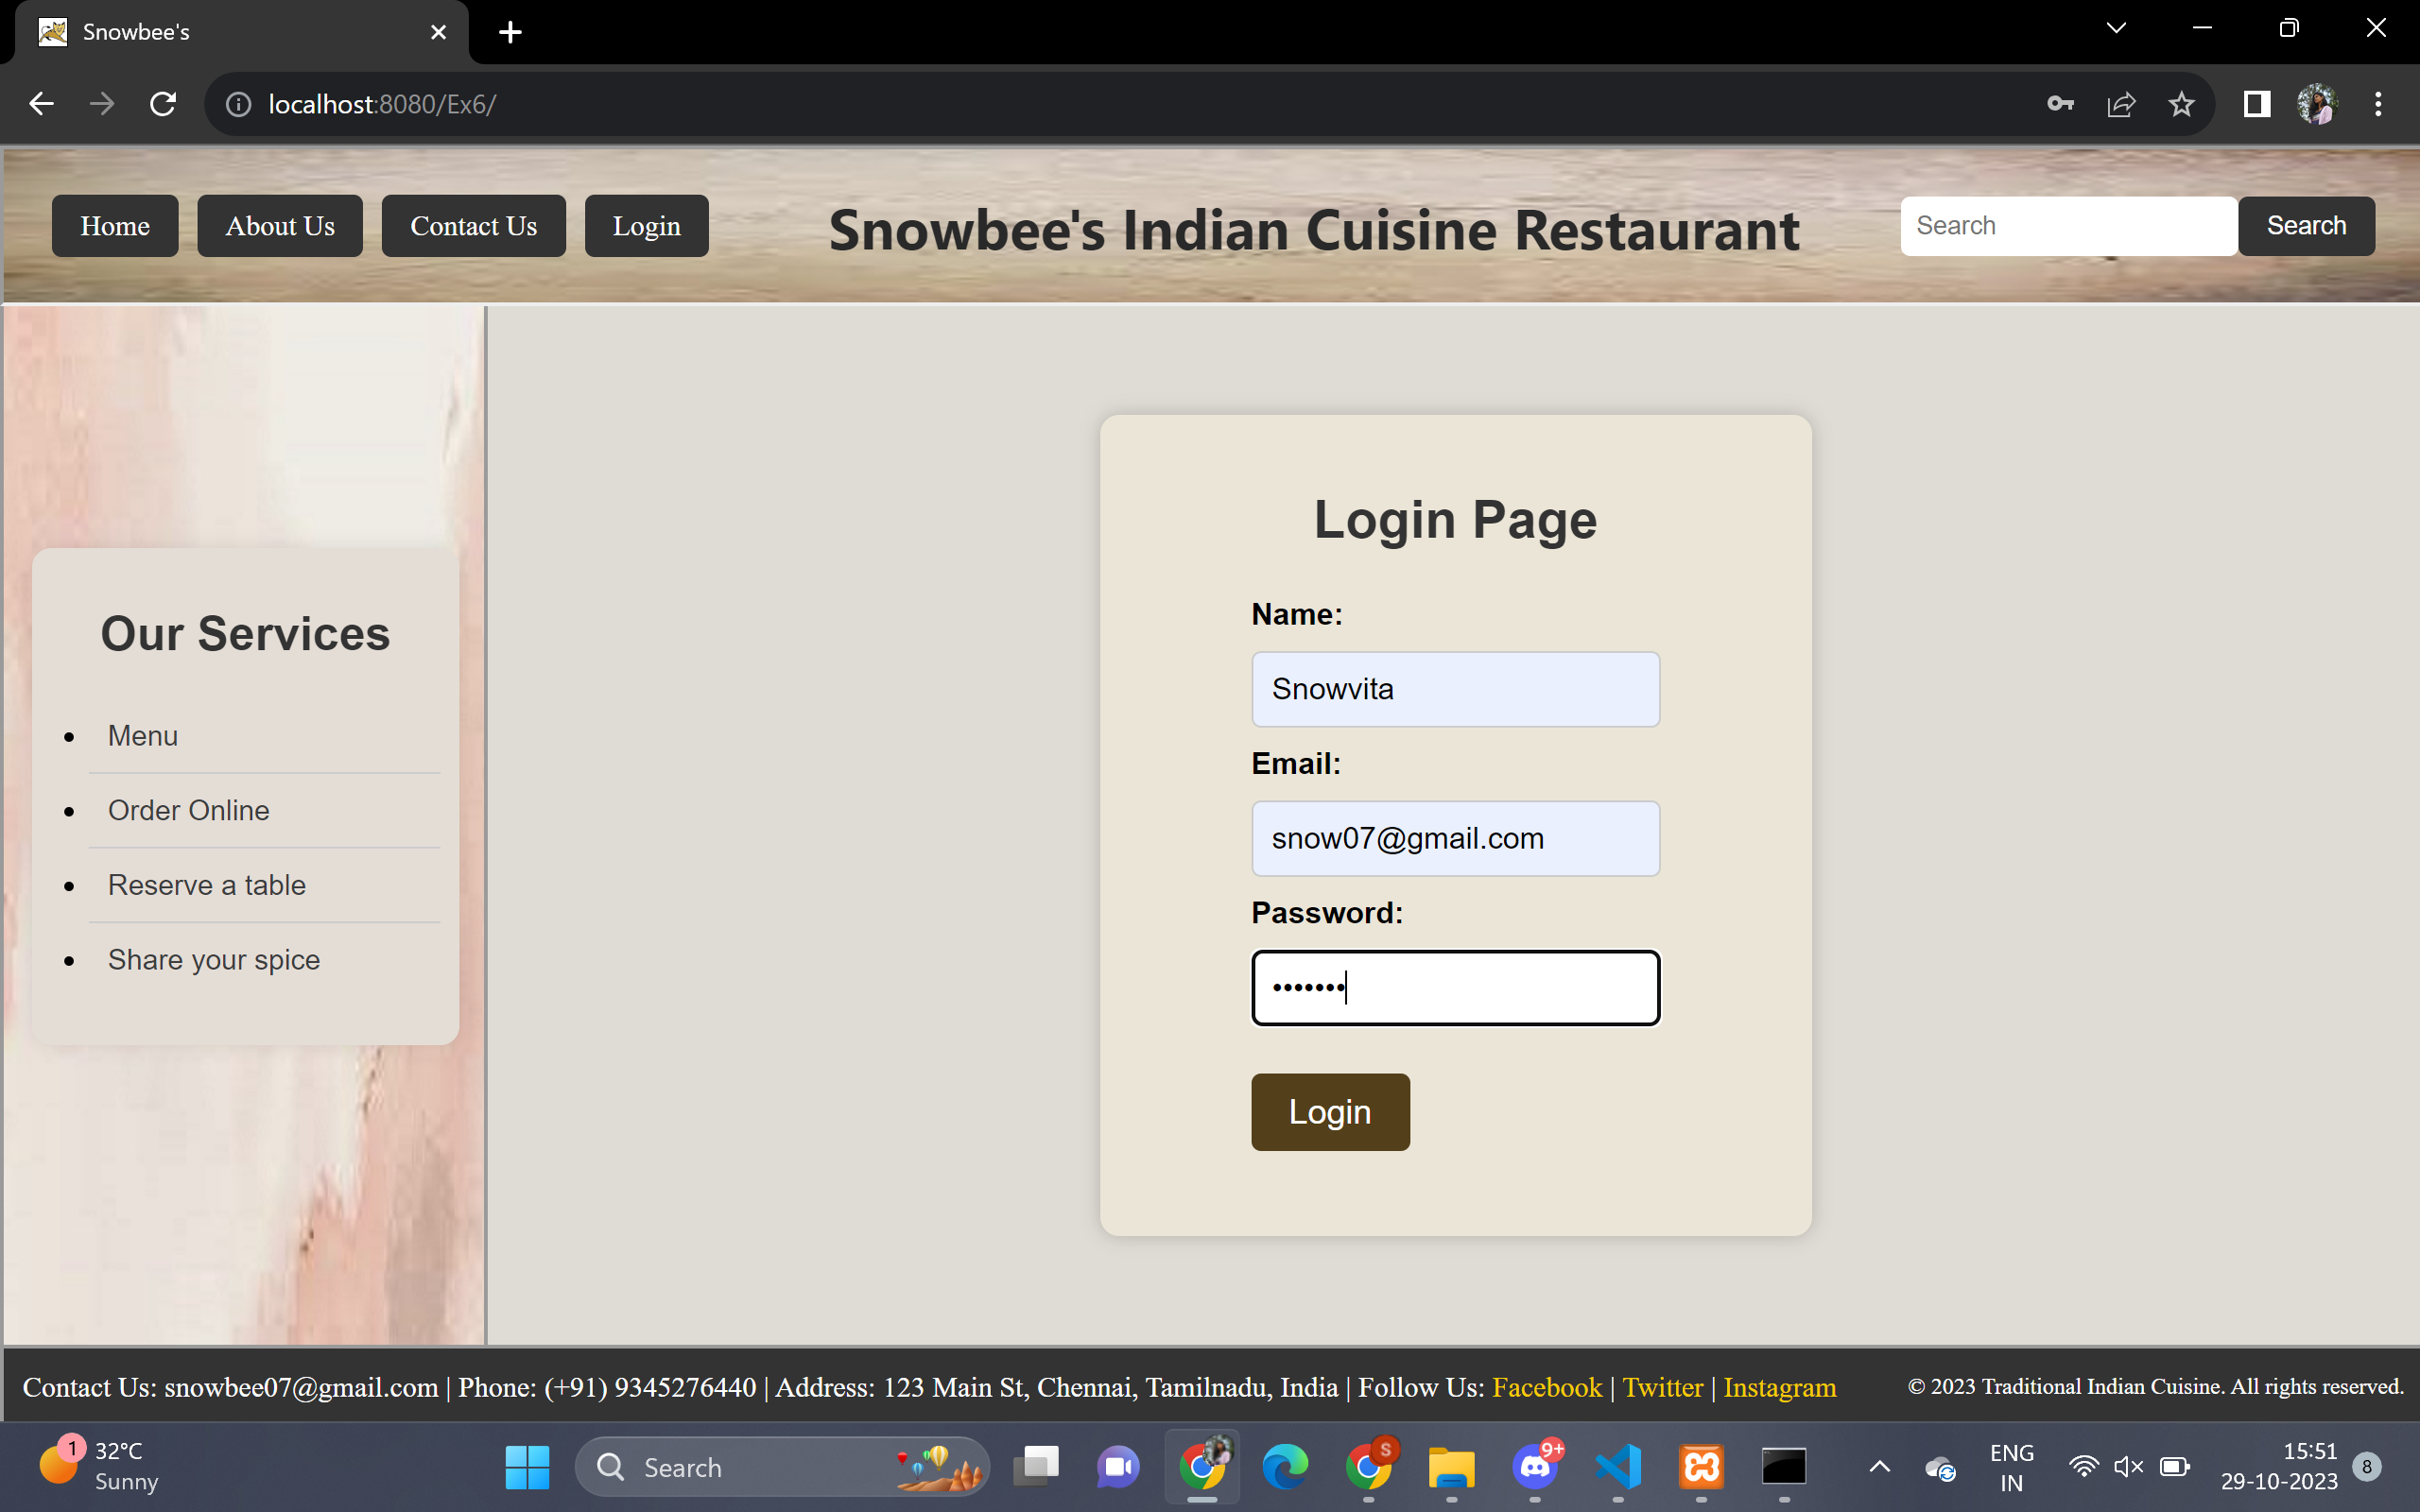 Snowbee's
localhost:8080/Ex6/
Home About Us Contact Us Login Snowbee's Indian Cuisine Restaurant Search Search
Our Services
Menu
Order Online
Reserve a table
Share your spice
Login Page
Name:
Snowvita
Email:
snow07@gmail.com
Password:
•••••••
Login
Contact Us: snowbee07@gmail.com | Phone: (+91) 9345276440 | Address: 123 Main St, Chennai, Tamilnadu, India | Follow Us: Facebook | Twitter | Instagram © 2023 Traditional Indian Cuisine. All rights reserved.
1 32°C
Sunny
Search
S
9+
ENG
IN
15:51
29-10-2023
8